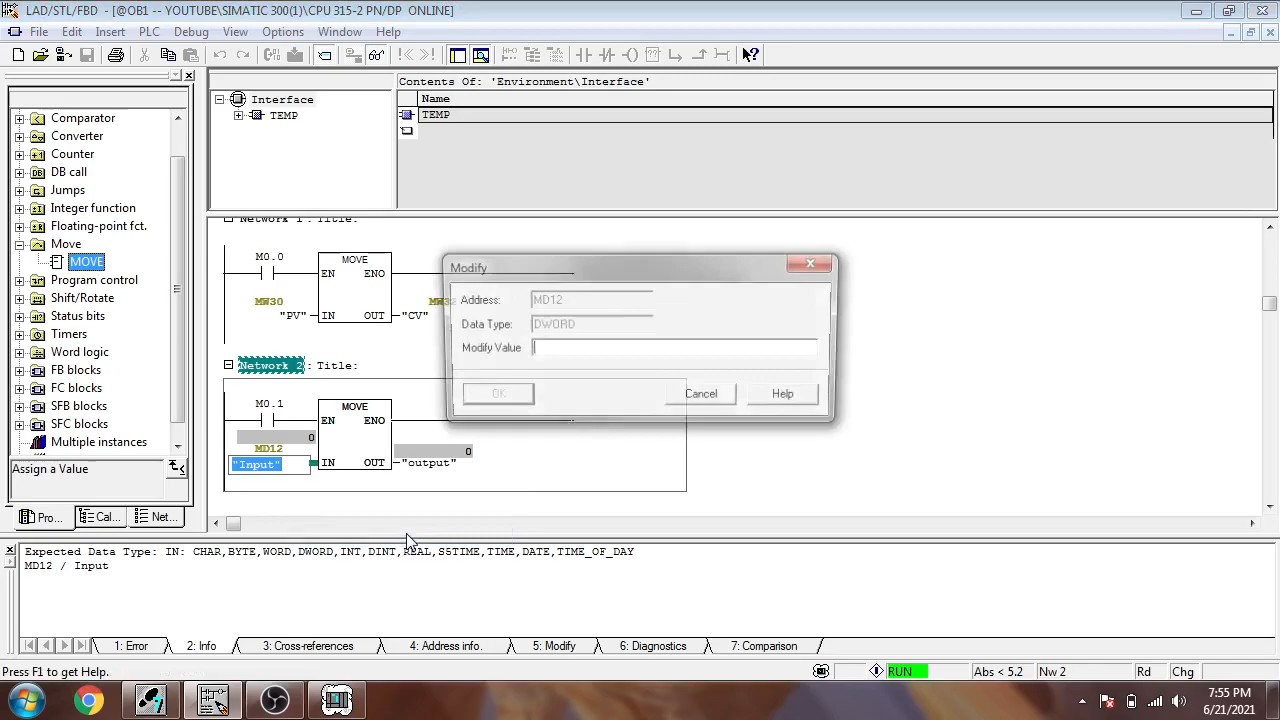 LAD/STL/FBD - [@OB1 -- YOUTUBE\SIMATIC 300(1)\CPU 315-2 PN/DP ONLINE]
File Edit Insert PLC Debug View Options Window Help
Contents Of: 'Environment\Interface'
Interface
TEMP
Name
TEMP
Comparator
Converter
Counter
DB call
Jumps
Integer function
Floating-point fct.
Move
MOVE
Program control
Shift/Rotate
Status bits
Timers
Word logic
FB blocks
FC blocks
SFB blocks
SFC blocks
Multiple instances
Assign a Value
Pro... Cal... Net...
Network 1 : Title:
M0.0
MOVE
EN ENO
MW30
"PV" IN OUT "CV"
Network 2 : Title:
M0.1
MOVE
EN ENO
0
MD12
0
"Input" IN OUT "output"
Modify
Address: MD12
Data Type: DWORD
Modify Value
OK Cancel Help
Expected Data Type: IN: CHAR,BYTE,WORD,DWORD,INT,DINT,REAL,S5TIME,TIME,DATE,TIME_OF_DAY
MD12 / Input
1: Error 2: Info 3: Cross-references 4: Address info. 5: Modify 6: Diagnostics 7: Comparison
Press F1 to get Help.
RUN Abs < 5.2 Nw 2 Rd Chg
7:55 PM
6/21/2021